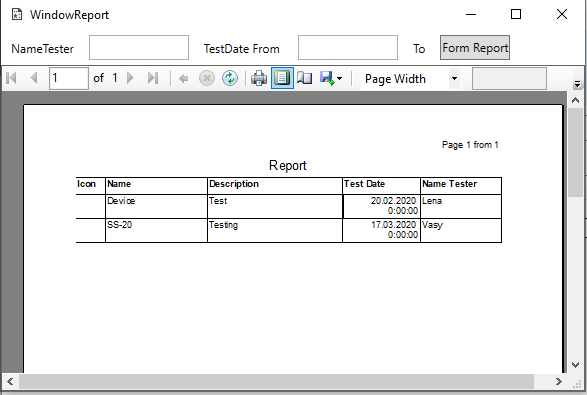 WindowReport
NameTester TestDate From To Form Report
1 of 1 Page Width
Page 1 from 1
Report
Icon Name Description Test Date Name Tester
Device Test 20.02.2020 Lena
0:00:00
SS-20 Testing 17.03.2020 Vasy
0:00:00